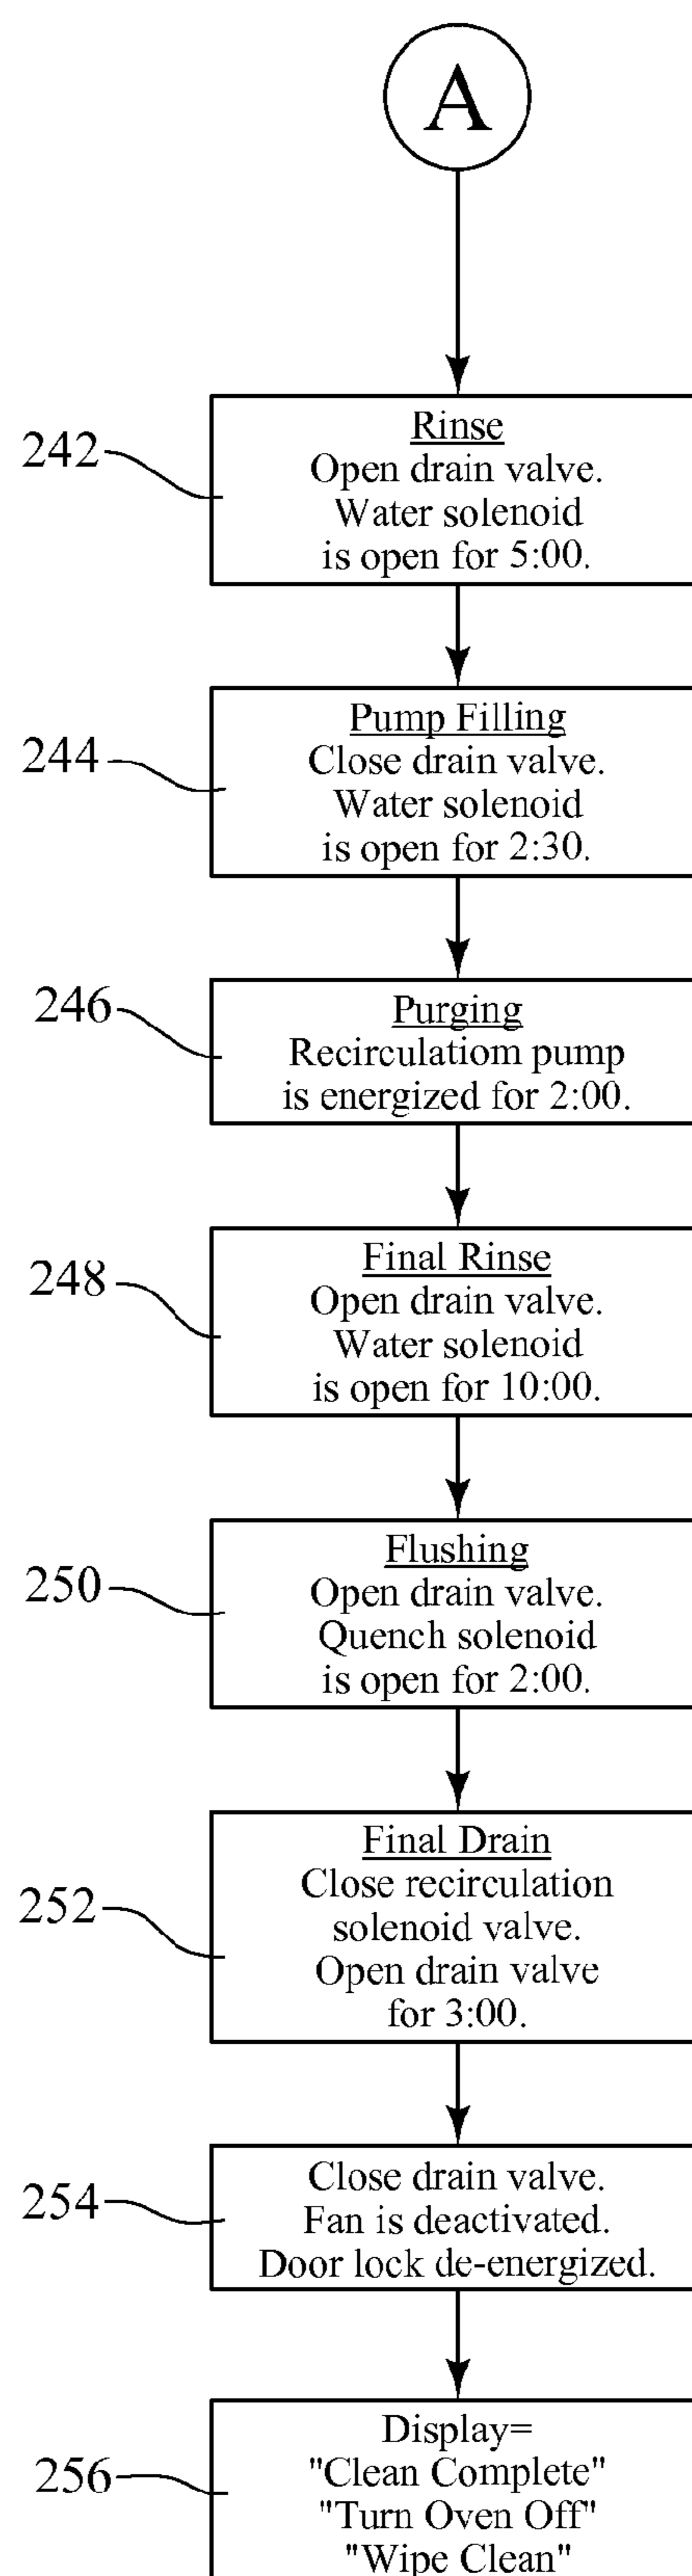 A
242
Rinse
Open drain valve.
Water solenoid
is open for 5:00.
244
Pump Filling
Close drain valve.
Water solenoid
is open for 2:30.
246
Purging
Recirculatiom pump
is energized for 2:00.
248
Final Rinse
Open drain valve.
Water solenoid
is open for 10:00.
250
Flushing
Open drain valve.
Quench solenoid
is open for 2:00.
252
Final Drain
Close recirculation
solenoid valve.
Open drain valve
for 3:00.
254
Close drain valve.
Fan is deactivated.
Door lock de-energized.
256
Display=
"Clean Complete"
"Turn Oven Off"
"Wipe Clean"